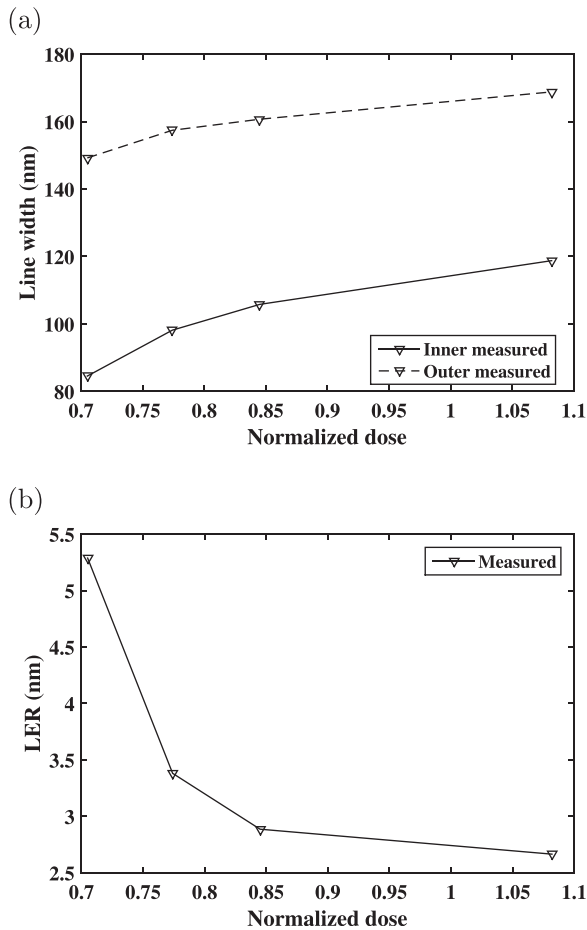 (a)
180
160
140
120
100
80
Line width (nm)
0.7 0.75 0.8 0.85 0.9 0.95 1 1.05 1.1
Normalized dose
Inner measured
Outer measured
(b)
5.5
5
4.5
4
3.5
3
2.5
LER (nm)
0.7 0.75 0.8 0.85 0.9 0.95 1 1.05 1.1
Normalized dose
Measured